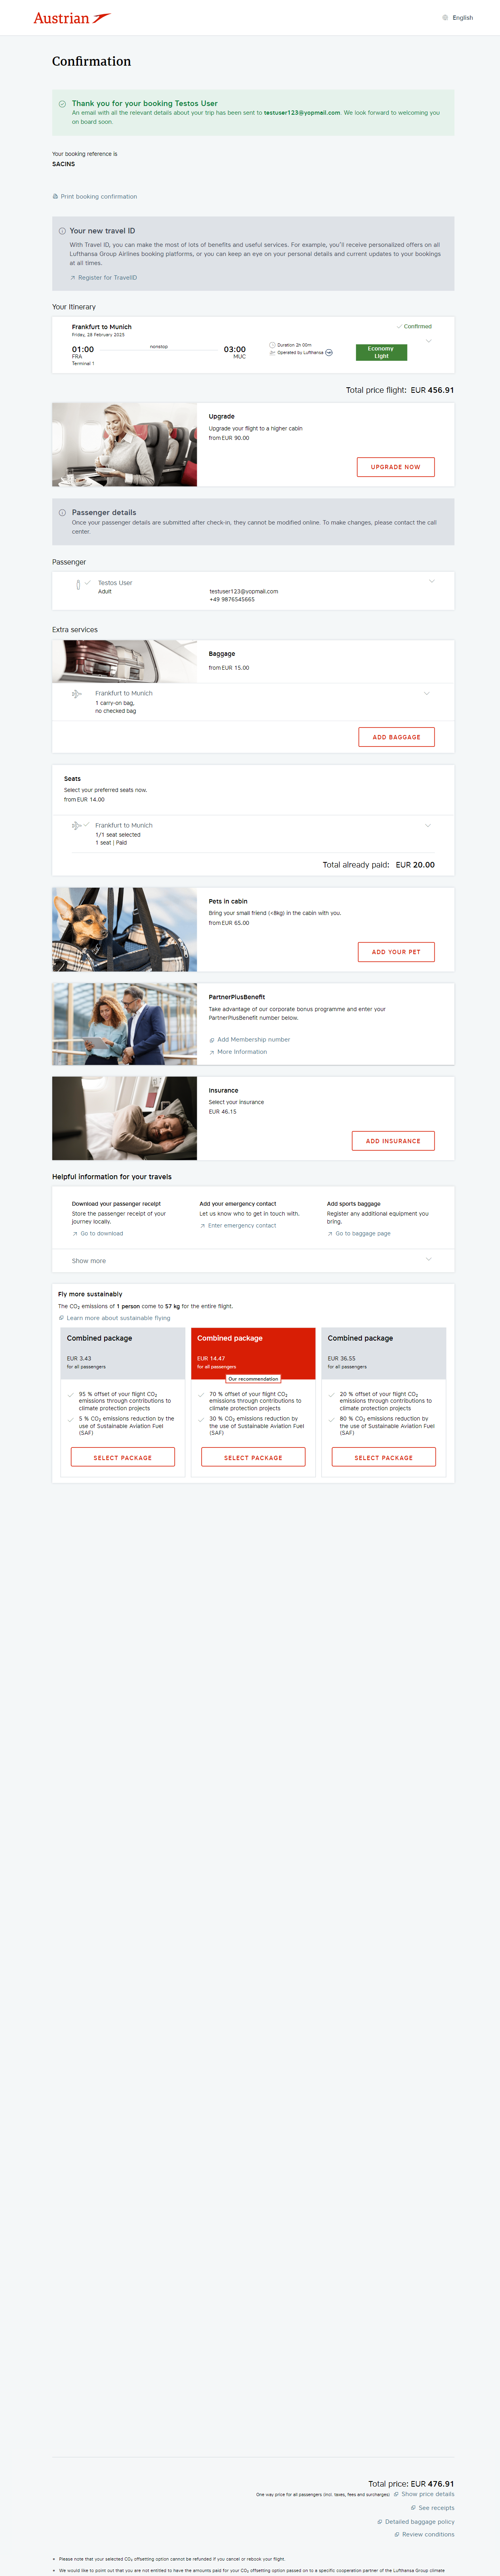 Austrian
English
Confirmation
Thank you for your booking Testos User
An email with all the relevant details about your trip has been sent to testuser123@yopmail.com. We look forward to welcoming you
on board soon.
Your booking reference is
SACINS
Print booking confirmation
Your new travel ID
With Travel ID, you can make the most of lots of benefits and useful services. For example, you'll receive personalized offers on all
Lufthansa Group Airlines booking platforms, or you can keep an eye on your personal details and current updates to your bookings
at all times.
Register for TravelID
Your Itinerary
Frankfurt to Munich
Confirmed
Friday, 28 February 2025
01:00
nonstop
03:00
Duration 2h 00m
Economy
Light
FRA
MUC
Operated by Lufthansa
Terminal 1
Total price flight: EUR 456.91
Upgrade
Upgrade your flight to a higher cabin
from EUR 90.00
UPGRADE NOW
Passenger details
Once your passenger details are submitted after check-in, they cannot be modified online. To make changes, please contact the call
center.
Passenger
Testos User
Adult
testuser123@yopmail.com
+49 9876545665
Extra services
Baggage
from EUR 15.00
Frankfurt to Munich
1 carry-on bag,
no checked bag
ADD BAGGAGE
Seats
Select your preferred seats now.
from EUR 14.00
Frankfurt to Munich
1/1 seat selected
1 seat | Paid
Total already paid: EUR 20.00
Pets in cabin
Bring your small friend (<8kg) in the cabin with you.
from EUR 65.00
ADD YOUR PET
PartnerPlusBenefit
Take advantage of our corporate bonus programme and enter your
PartnerPlusBenefit number below.
Add Membership number
More Information
Insurance
Select your Insurance
EUR 46.15
ADD INSURANCE
Helpful information for your travels
Download your passenger receipt
Store the passenger receipt of your
journey locally.
Go to download
Add your emergency contact
Let us know who to get in touch with.
Enter emergency contact
Add sports baggage
Register any additional equipment you
bring.
Go to baggage page
Show more
Fly more sustainably
The CO₂ emissions of 1 person come to 57 kg for the entire flight.
Learn more about sustainable flying
Combined package
EUR 3.43
for all passengers
95 % offset of your flight CO₂
emissions through contributions to
climate protection projects
5 % CO₂ emissions reduction by the
use of Sustainable Aviation Fuel
(SAF)
SELECT PACKAGE
Combined package
EUR 14.47
for all passengers
Our recommendation
70 % offset of your flight CO₂
emissions through contributions to
climate protection projects
30 % CO₂ emissions reduction by
the use of Sustainable Aviation Fuel
(SAF)
SELECT PACKAGE
Combined package
EUR 36.55
for all passengers
20 % offset of your flight CO₂
emissions through contributions to
climate protection projects
80 % CO₂ emissions reduction by
the use of Sustainable Aviation Fuel
(SAF)
SELECT PACKAGE
Total price: EUR 476.91
One way price for all passengers (incl. taxes, fees and surcharges)
Show price details
See receipts
Detailed baggage policy
Review conditions
• Please note that your selected CO₂ offsetting option cannot be refunded if you cancel or rebook your flight.
• We would like to point out that you are not entitled to have the amounts paid for your CO₂ offsetting option passed on to a specific cooperation partner of the Lufthansa Group climate